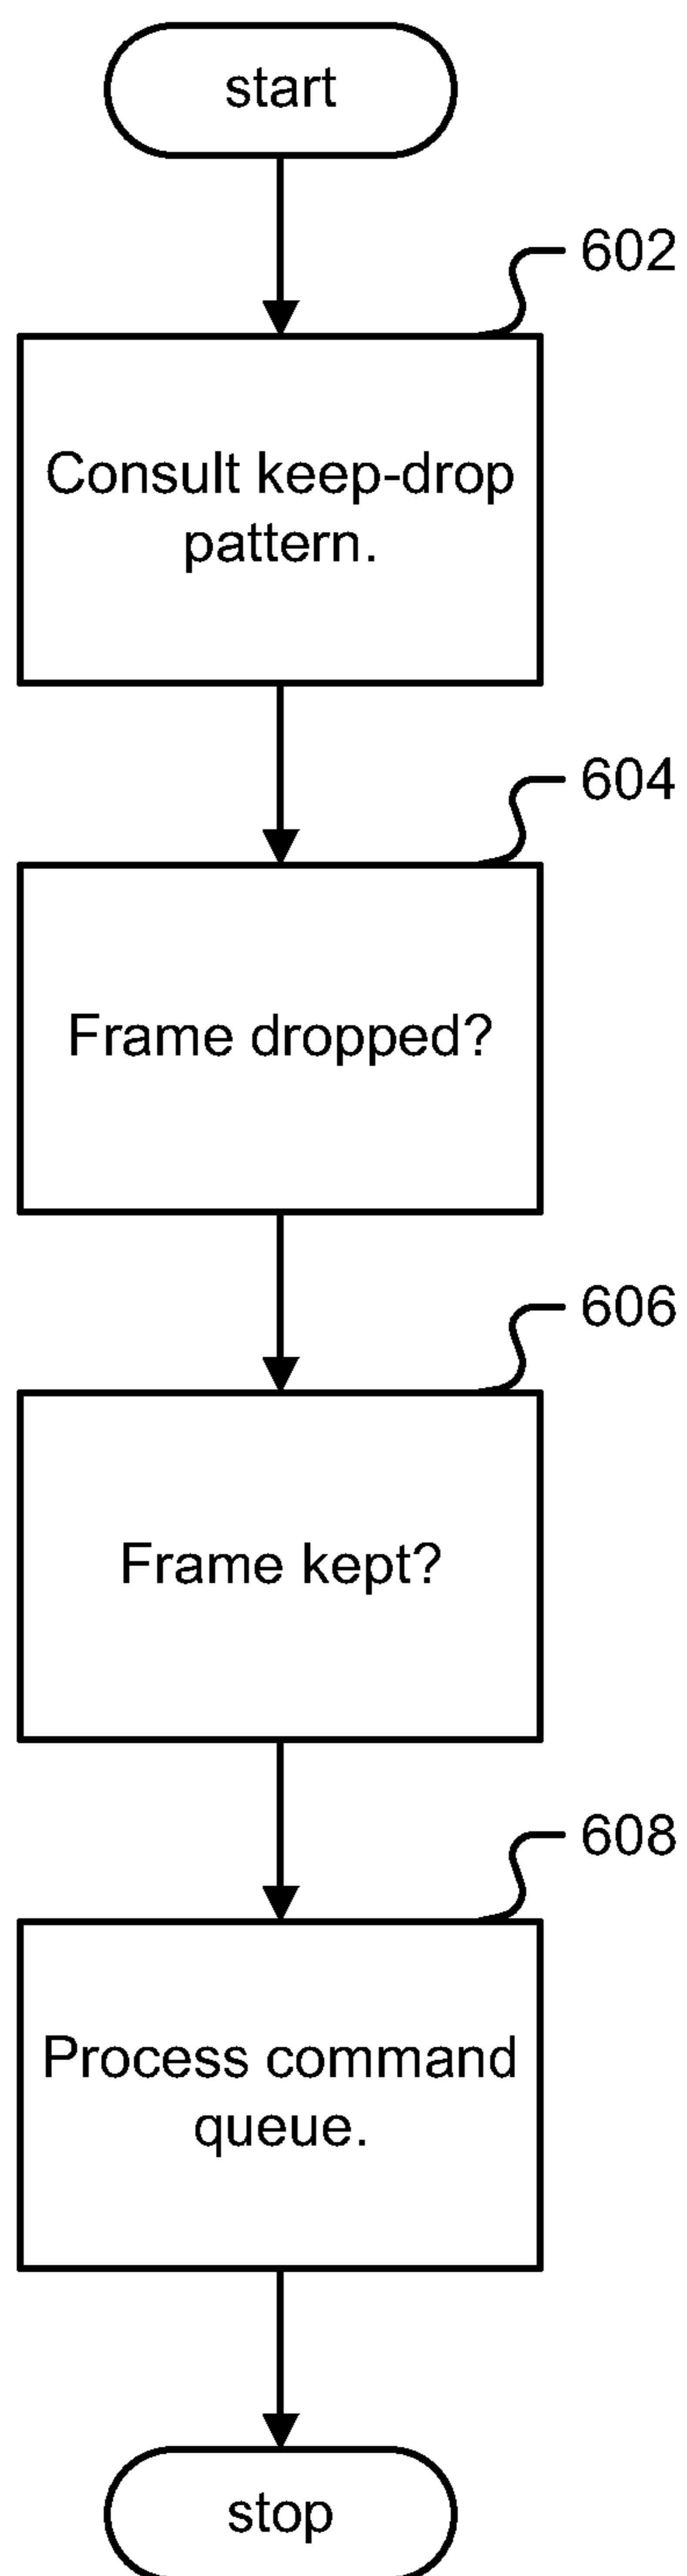 start
602
Consult keep-drop
pattern.
604
Frame dropped?
606
Frame kept?
608
Process command
queue.
stop